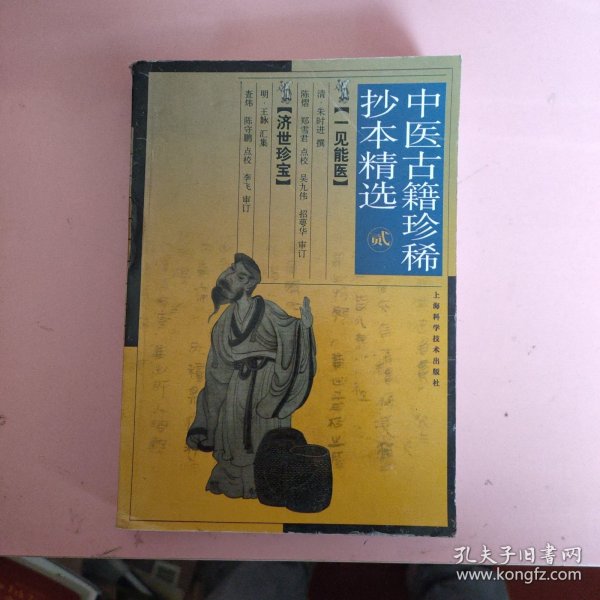 中医古籍珍稀
抄本精选 贰
【一见能医】
清 朱时进 撰
陈熠 郑雪君 点校 吴九伟 招萼华 审订
【济世珍宝】
明 王詠 汇集
查炜 陈守鹏 点校 李飞 审订
上海科学技术出版社
孔夫子旧书网
www.kongfz.com